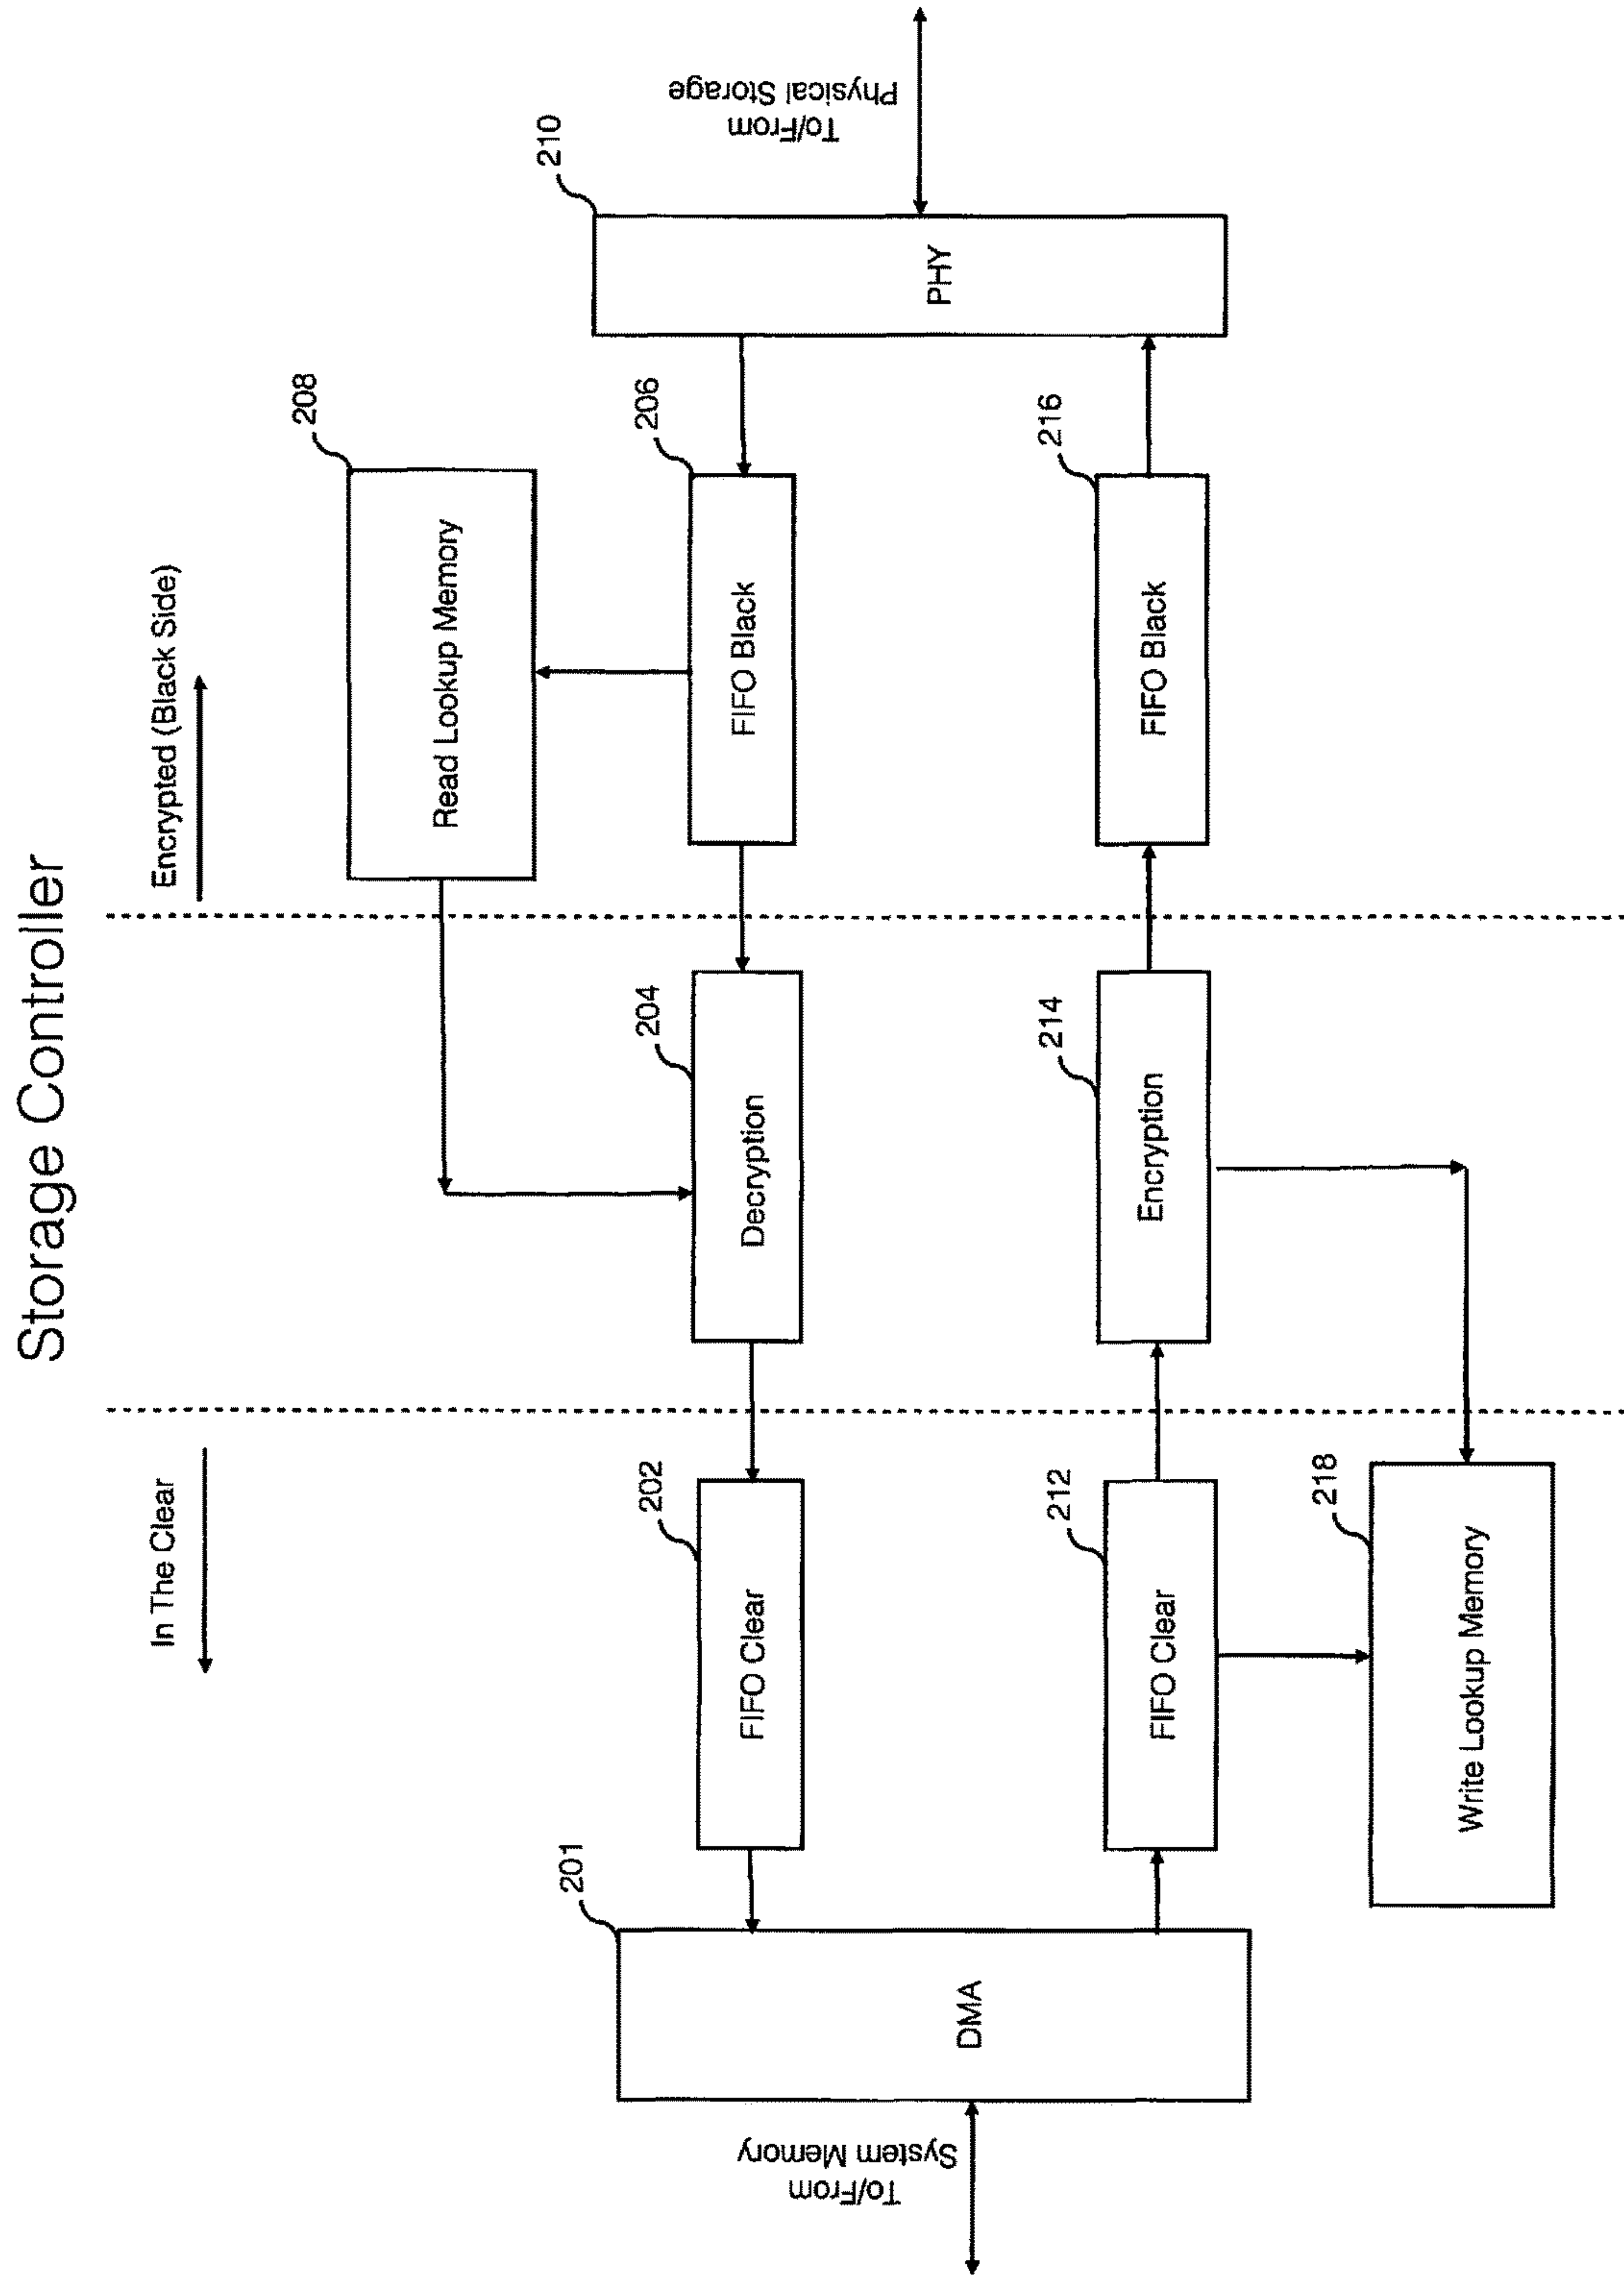 Storage Controller
In The Clear
Encrypted (Black Side)
208
Read Lookup Memory
201
202
204
206
210
DMA
FIFO Clear
Decryption
FIFO Black
PHY
To/From
System Memory
To/From
Physical Storage
212
214
216
FIFO Clear
Encryption
FIFO Black
218
Write Lookup Memory